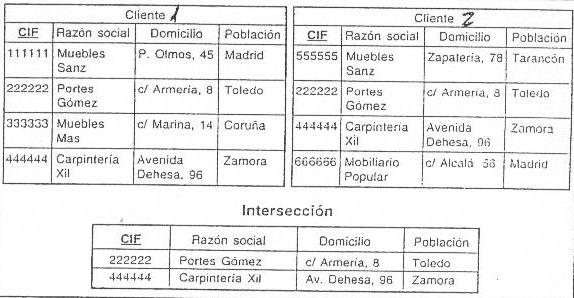 Cliente 1
CIF Razón social Domicilio Población
111111 Muebles Sanz P. Olmos, 45 Madrid
222222 Portes Gómez c/ Armería, 8 Toledo
333333 Muebles Mas c/ Marina, 14 Coruña
444444 Carpintería Xil Avenida Dehesa, 96 Zamora
Cliente 2
CIF Razón social Domicilio Población
555555 Muebles Sanz Zapatería, 78 Tarancón
222222 Portes Gómez c/ Armería, 8 Toledo
444444 Carpintería Xil Avenida Dehesa, 96 Zamora
666666 Mobiliario Popular c/ Alcalá 56 Madrid
Intersección
CIF Razón social Domicilio Población
222222 Portes Gómez c/ Armería, 8 Toledo
444444 Carpintería Xil Av. Dehesa, 96 Zamora